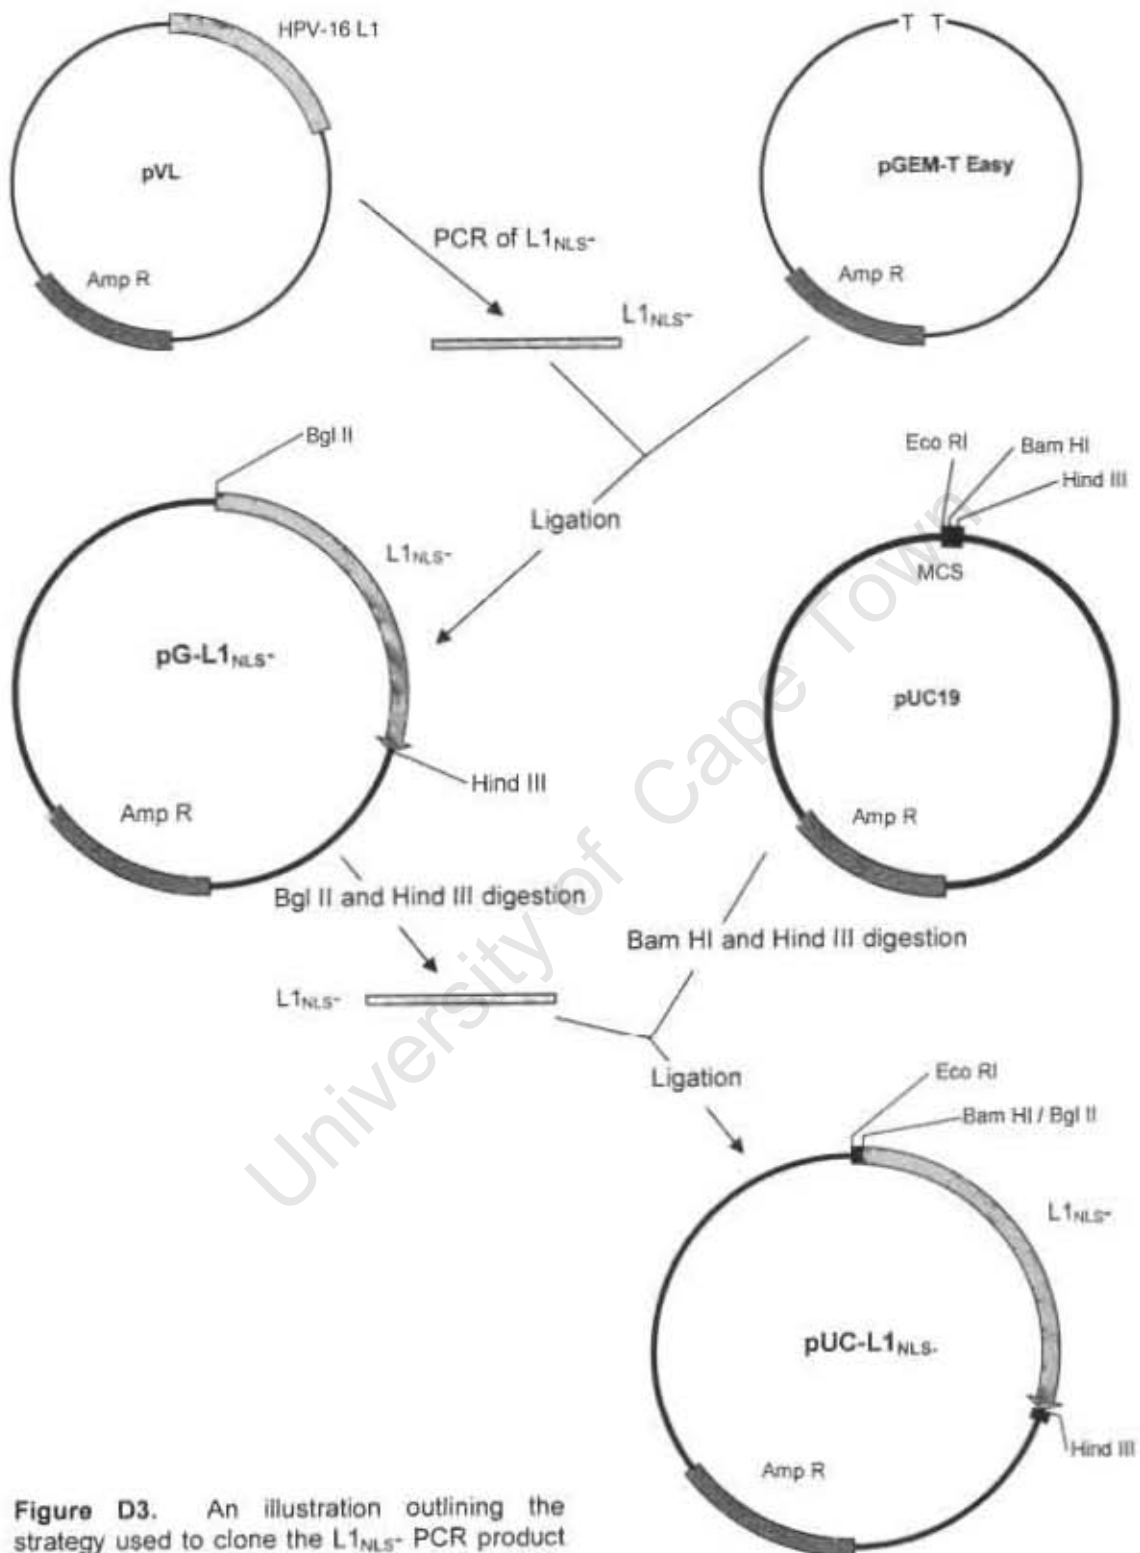 HPV-16 L1
pVL
Amp R
T T
pGEM-T Easy
Amp R
PCR of L1NLS-
L1NLS-
Ligation
Bgl II
L1NLS-
pG-L1NLS-
Hind III
Amp R
Eco RI
Bam HI
Hind III
MCS
pUC19
Amp R
Bgl II and Hind III digestion
Bam HI and Hind III digestion
L1NLS-
Ligation
Eco RI
Bam HI / Bgl II
L1NLS-
pUC-L1NLS-
Hind III
Amp R
Figure D3. An illustration outlining the
strategy used to clone the L1NLS- PCR product
University of Cape Town